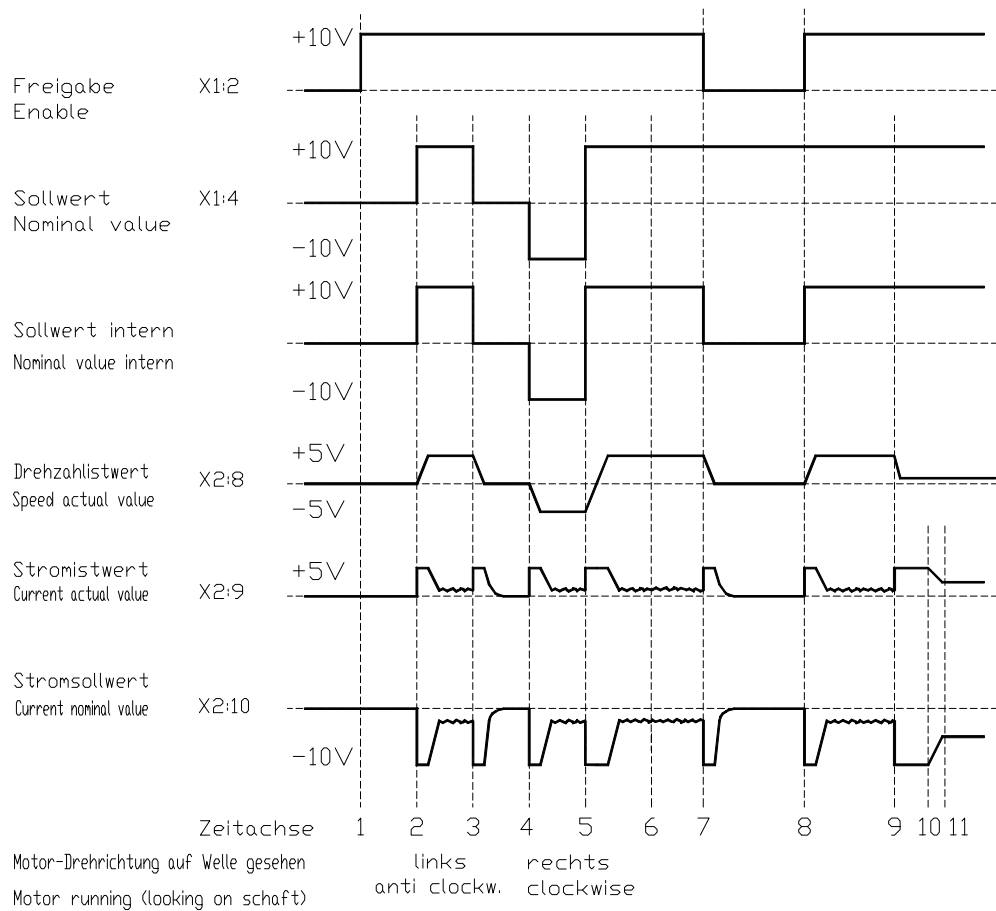 +10V
Freigabe X1:2
Enable
+10V
Sollwert X1:4
Nominal value
-10V
+10V
Sollwert intern
Nominal value intern
-10V
+5V
Drehzahlistwert X2:8
Speed actual value
-5V
Stromistwert +5V
Current actual value X2:9
Stromsollwert
Current nominal value X2:10
-10V
Zeitachse 1 2 3 4 5 6 7 8 9 10 11
Motor-Drehrichtung auf Welle gesehen links rechts
anti clockw. clockwise
Motor running (looking on schaft)